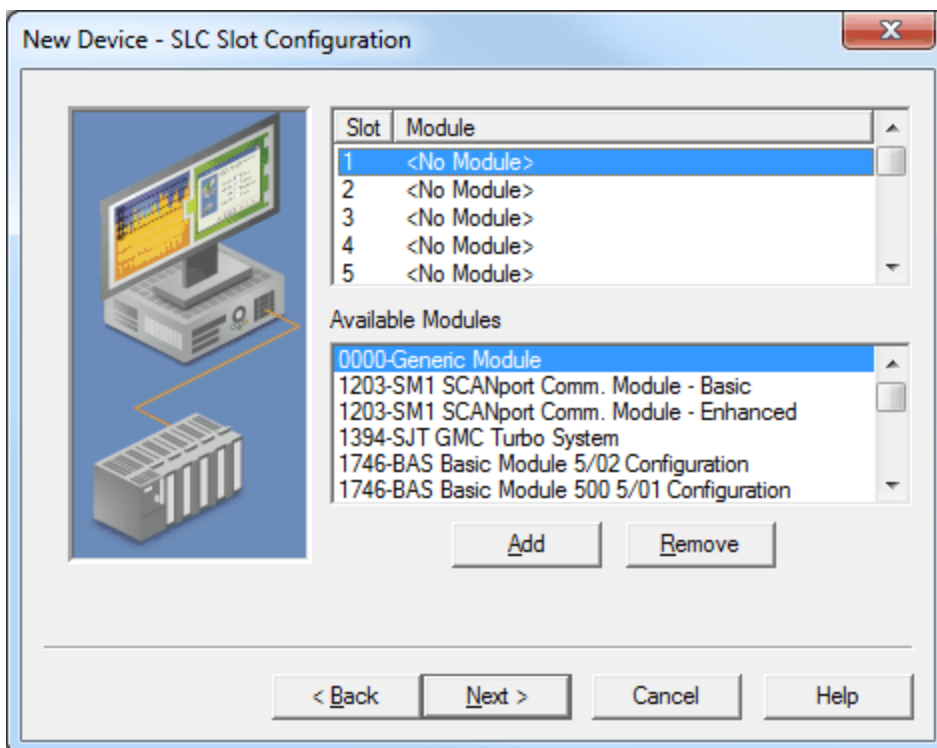 New Device - SLC Slot Configuration
Slot Module
1 <No Module>
2 <No Module>
3 <No Module>
4 <No Module>
5 <No Module>
Available Modules
0000-Generic Module
1203-SM1 SCANport Comm. Module - Basic
1203-SM1 SCANport Comm. Module - Enhanced
1394-SJT GMC Turbo System
1746-BAS Basic Module 5/02 Configuration
1746-BAS Basic Module 500 5/01 Configuration
Add Remove
< Back Next > Cancel Help